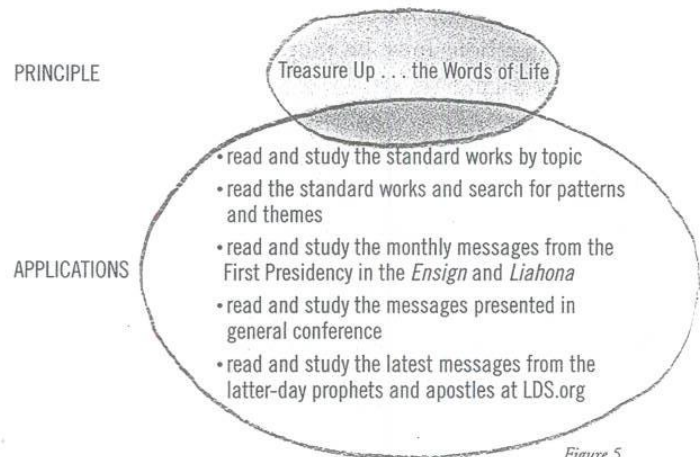 PRINCIPLE
Treasure Up . . . the Words of Life
• read and study the standard works by topic
• read the standard works and search for patterns
and themes
APPLICATIONS
• read and study the monthly messages from the
First Presidency in the Ensign and Liahona
• read and study the messages presented in
general conference
• read and study the latest messages from the
latter-day prophets and apostles at LDS.org
Figure 5